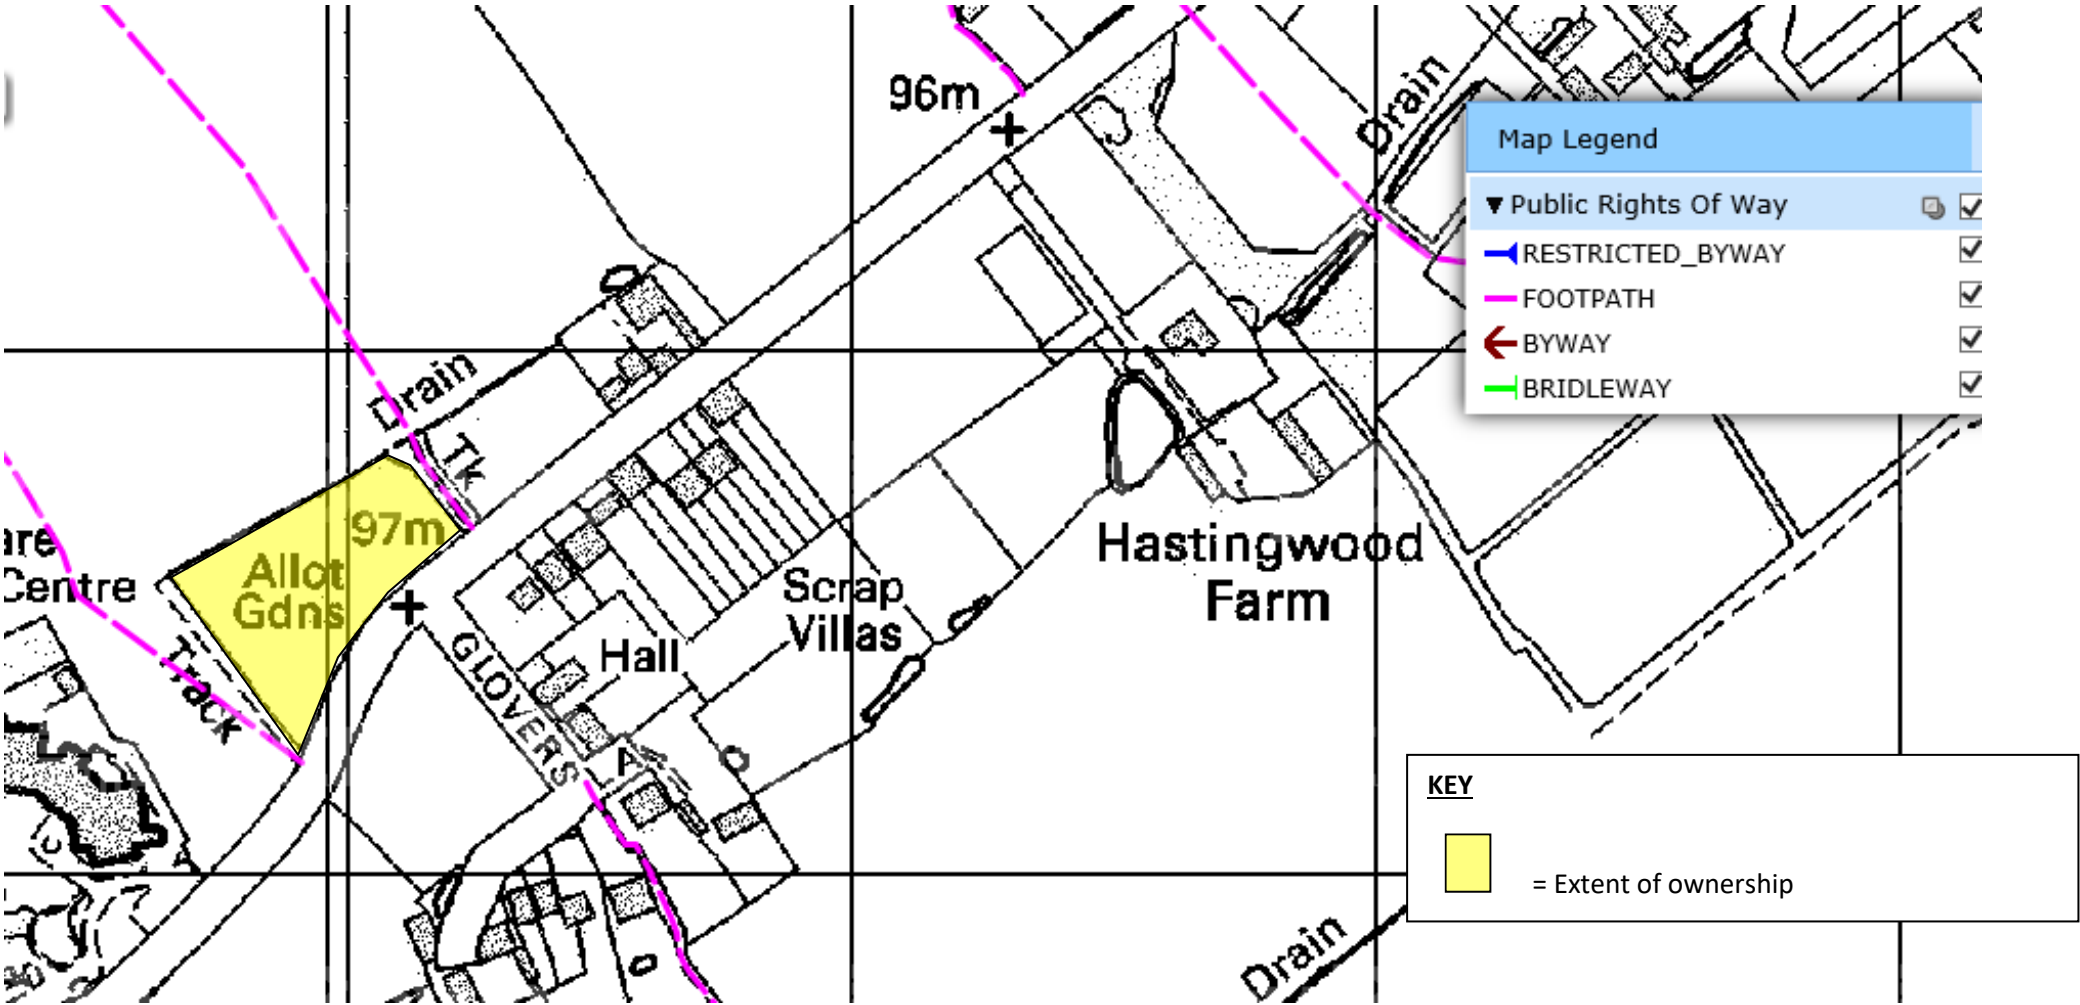 96m
Drain
Map Legend
Public Rights Of Way
RESTRICTED_BYWAY
FOOTPATH
BYWAY
BRIDLEWAY
Drain
Tk
97m
Allot
Gdns
are
Centre
Track
GLOVERS
Hall
Scrap
Villas
Hastingwood
Farm
KEY
= Extent of ownership
Drain